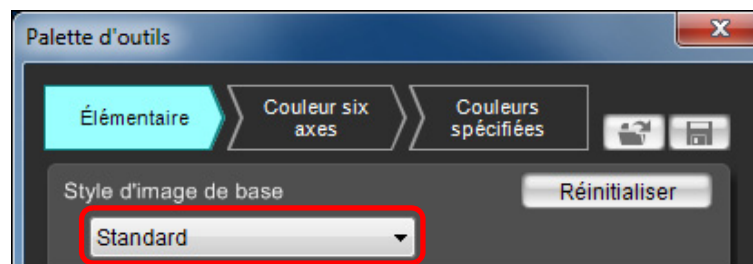 Palette d'outils
Élémentaire
Couleur six
axes
Couleurs
spécifiées
Style d'image de base
Réinitialiser
Standard